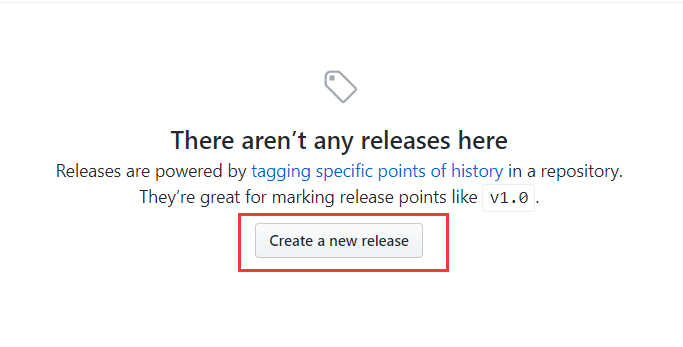 There aren’t any releases here
Releases are powered by tagging specific points of history in a repository.
They’re great for marking release points like v1.0.
Create a new release